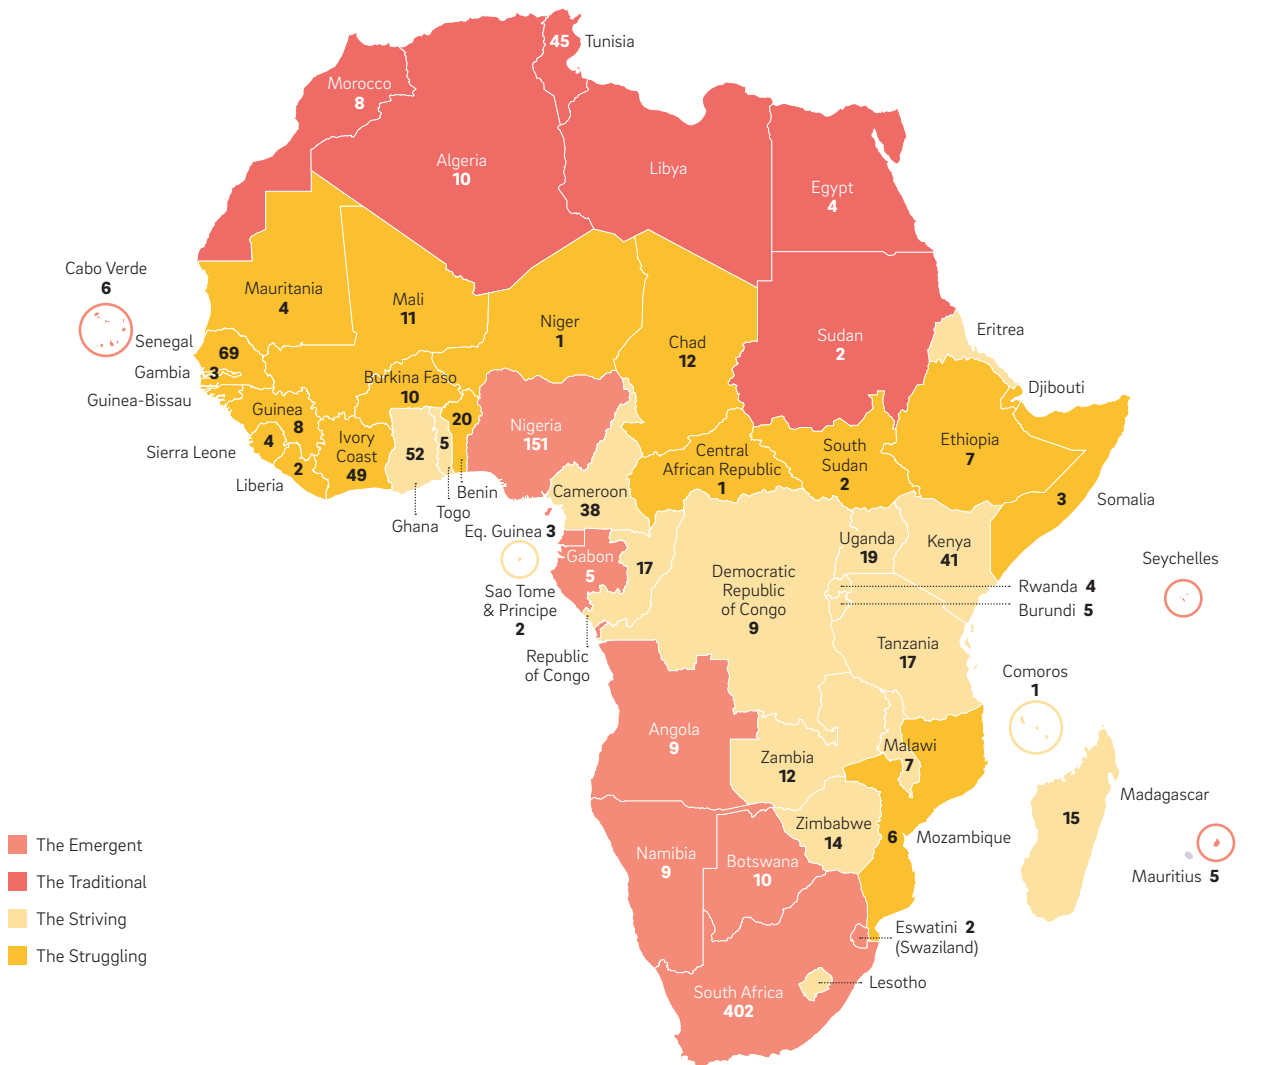 45 Tunisia
Morocco
8
Algeria
10
Libya
Egypt
4
Cabo Verde
6
Mauritania
4
Mali
11
Niger
1
Chad
12
Sudan
2
Eritrea
Djibouti
Senegal
69
Gambia
3
Guinea-Bissau
Burkina Faso
10
Guinea
8
Sierra Leone
4
Liberia
2
Ivory
Coast
49
52
Ghana
5
Togo
20
Benin
Nigeria
151
Cameroon
38
Central
African Republic
1
South
Sudan
2
Ethiopia
7
3 Somalia
Eq. Guinea 3
Gabon
5
17
Sao Tome
& Principe
2
Republic
of Congo
Democratic
Republic
of Congo
9
Uganda
19
Kenya
41
Seychelles
Rwanda 4
Burundi 5
Tanzania
17
Comoros
1
Angola
9
Zambia
12
Malawi
7
Madagascar
15
Zimbabwe
14
6 Mozambique
Mauritius 5
Namibia
9
Botswana
10
Eswatini 2
(Swaziland)
Lesotho
South Africa
402
The Emergent
The Traditional
The Striving
The Struggling